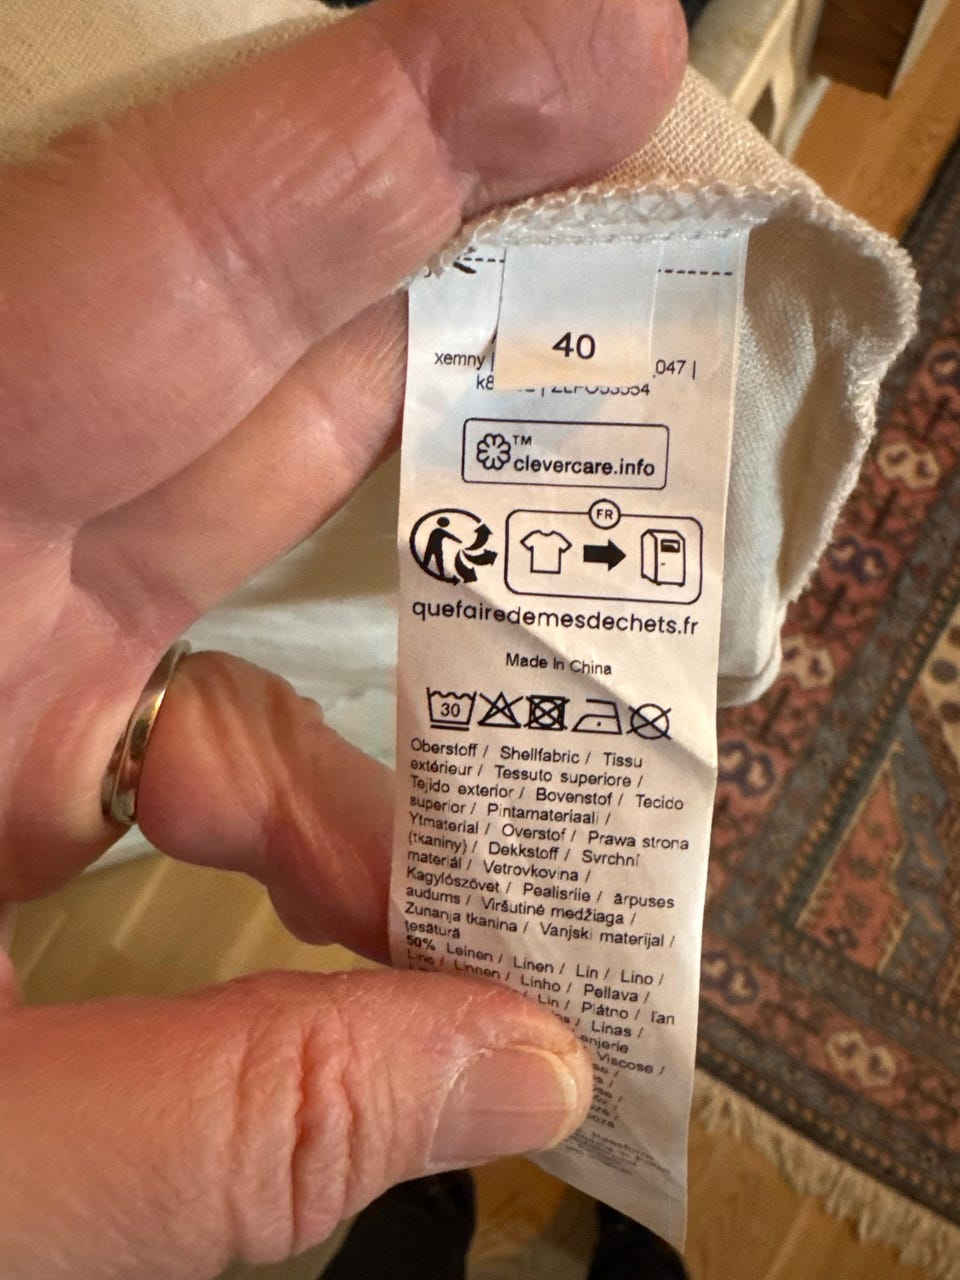 40
xemny | 047 |
k8
TM
clevercare.info
FR
quefairedemesdechets.fr
Made In China
30
Oberstoff / Shellfabric / Tissu
extérieur / Tessuto superiore /
Tejido exterior / Bovenstof / Tecido
superior / Pintamateriaali /
Ytmaterial / Overstof / Prawa strona
(tkaniny) / Dekkstoff / Svrchní
materiál / Vetrovkovina /
Kagylószövet / Pealisriie / ārpuses
audums / Viršutinė medžiaga /
Zunanja tkanina / Vanjski materijal /
țesătură
50% Leinen / Linen / Lin / Lino /
Lino / Linnen / Linho / Pellava /
/ Lin / Plátno / ľan
/ Linas /
enjerie
Viscose /